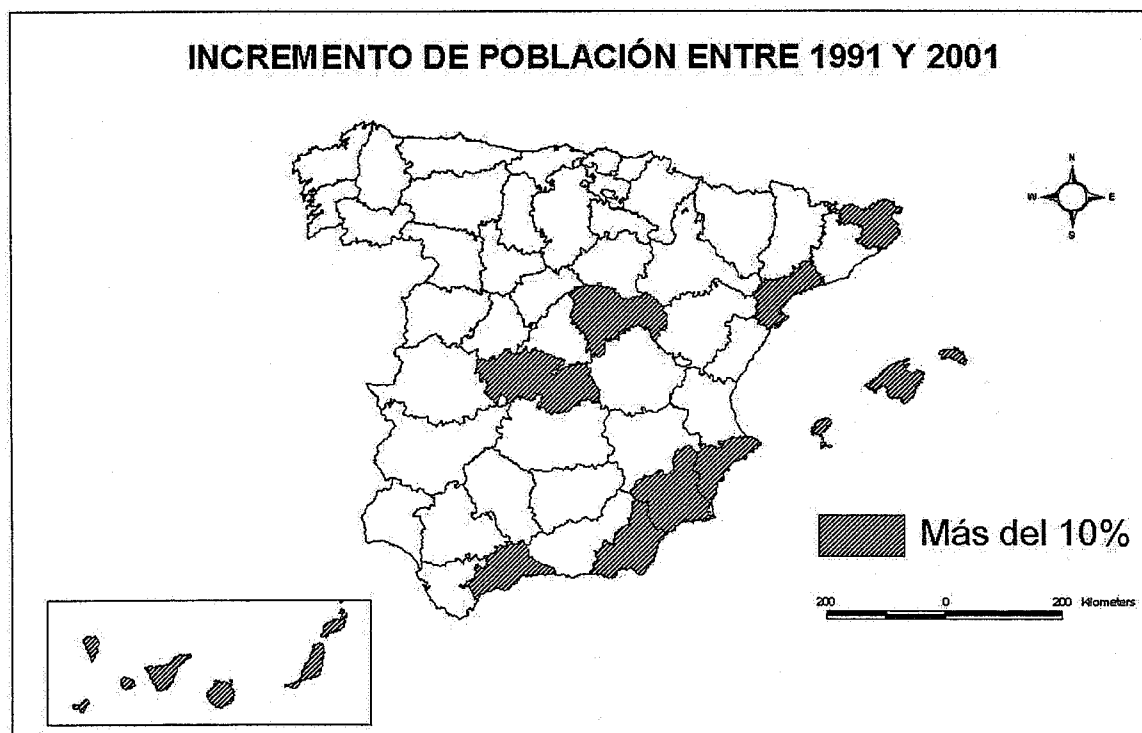 INCREMENTO DE POBLACIÓN ENTRE 1991 Y 2001
N
W E
S
Más del 10%
200 0 200 Kilometers